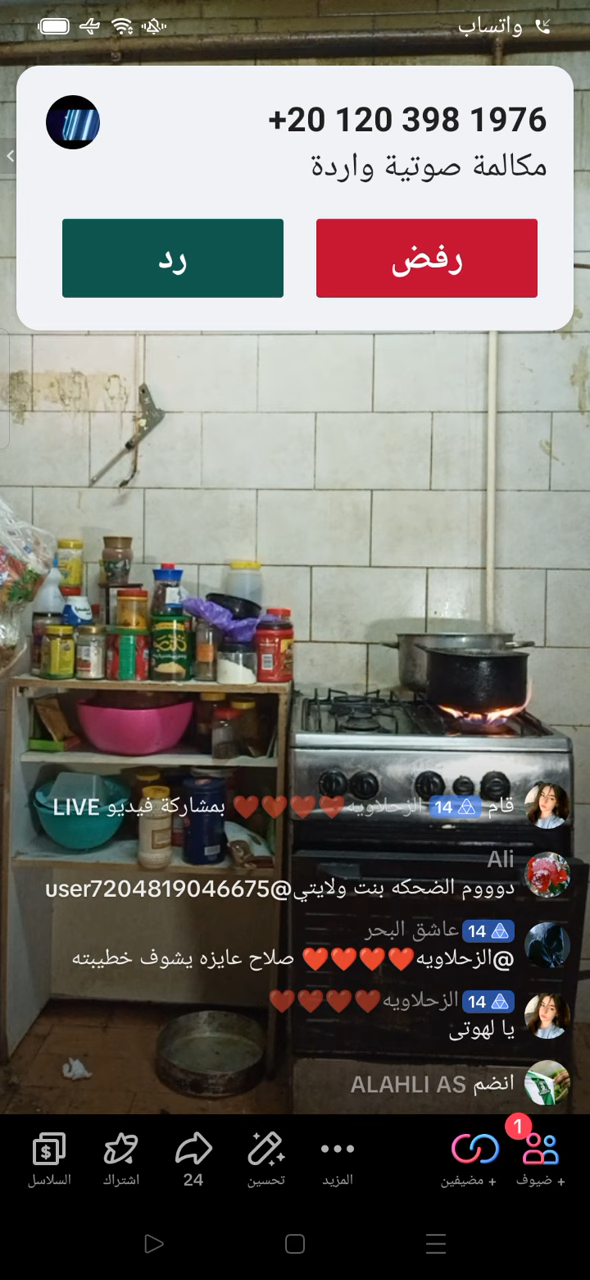 واتساب
+20 120 398 1976
مكالمة صوتية واردة
رفض
رد
قام 14 الزحلاويه❤️❤️❤️❤️ بمشاركة فيديو LIVE
Ali
دوووم الضحكه بنت ولايتي@user7204819046675
14 عاشق البحر
@الزحلاويه❤️❤️❤️❤️ صلاح عايزه يشوف خطيبته
14 الزحلاويه❤️❤️❤️❤️
يا لهوتى
انضم ALAHLI AS
1
+ ضيوف
+ مضيفين
المزيد
تحسين
24
اشتراك
السلاسل